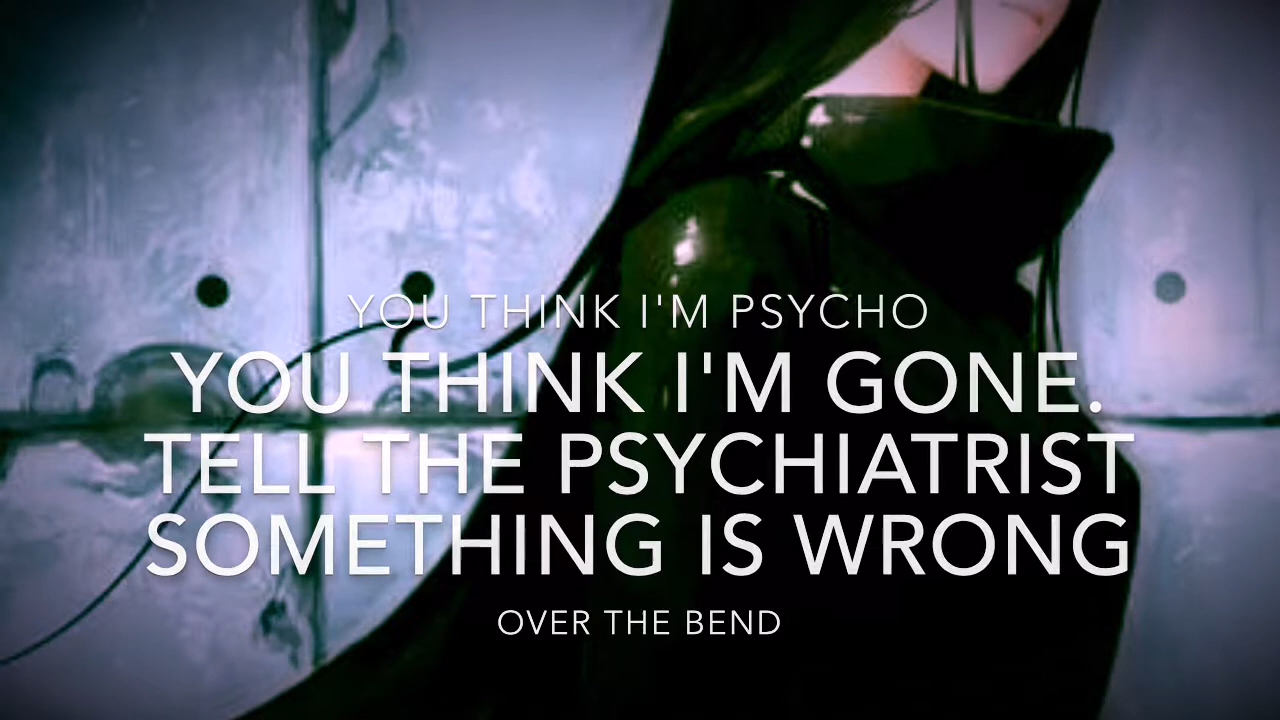 YOU THINK I'M PSYCHO
YOU THINK I'M GONE.
TELL THE PSYCHIATRIST
SOMETHING IS WRONG
OVER THE BEND